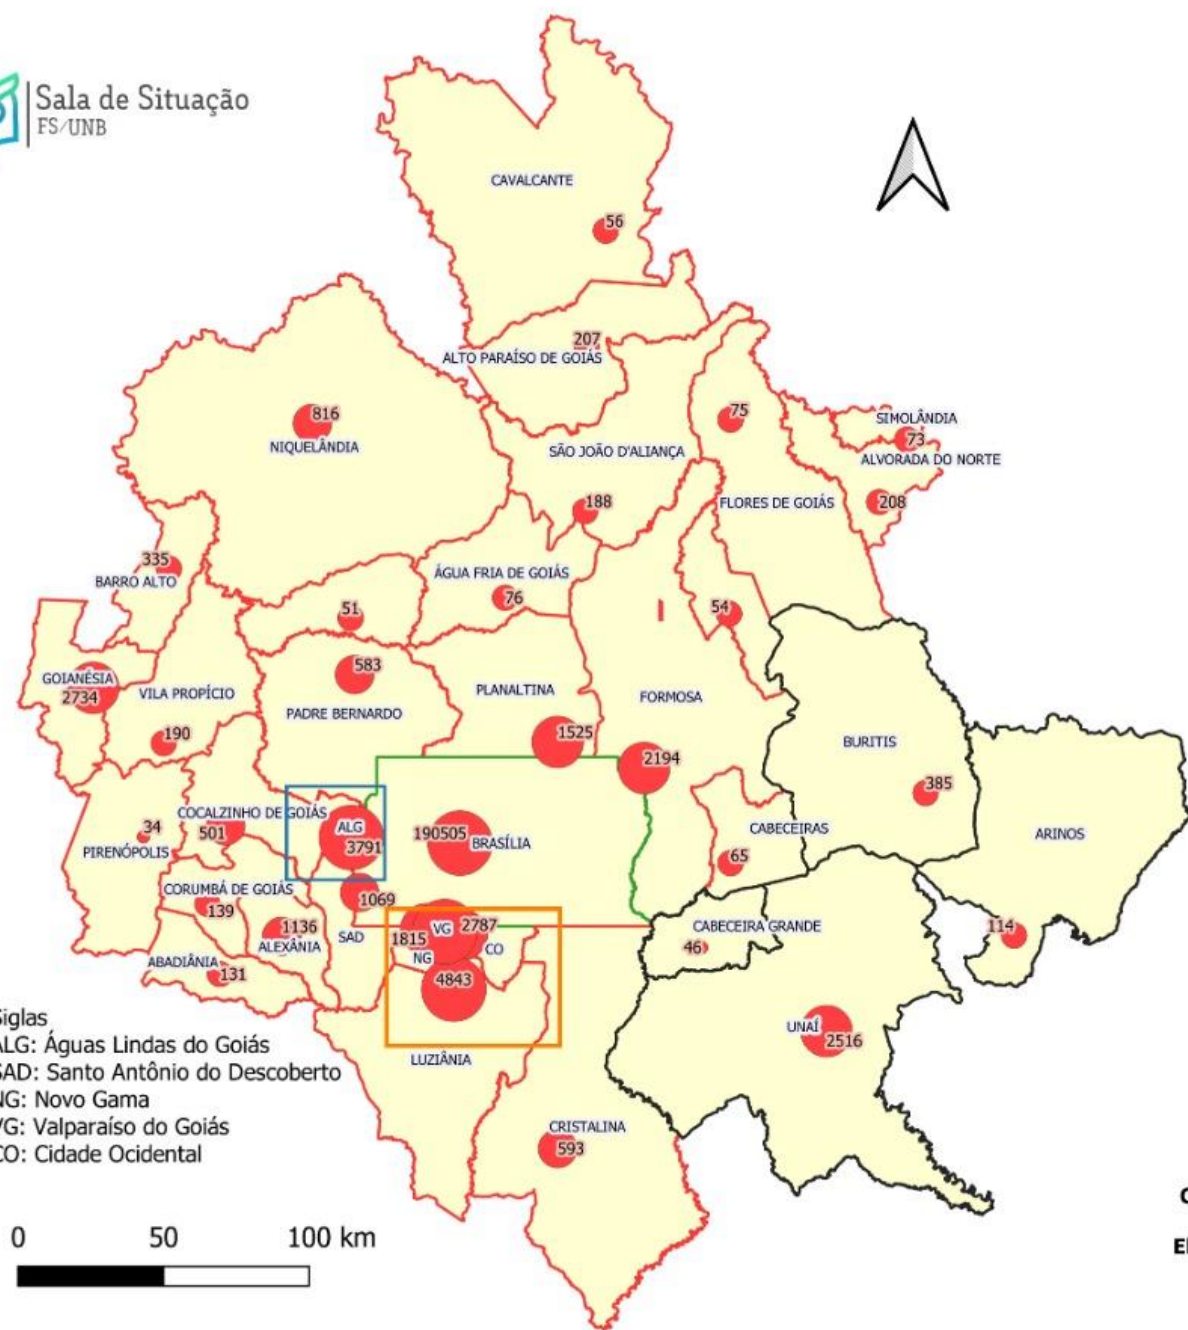 Sala de Situação
FS/UNB
CAVALCANTE
56
207
ALTO PARAÍSO DE GOIÁS
816
NIQUELÂNDIA
75
SIMOLÂNDIA
73
SÃO JOÃO D'ALIANÇA
ALVORADA DO NORTE
188
FLORES DE GOIÁS
208
335
BARRO ALTO
ÁGUA FRIA DE GOIÁS
76
51
54
583
GOIANÉSIA
2734
VILA PROPÍCIO
PADRE BERNARDO
PLANALTINA
FORMOSA
190
1525
2194
BURITIS
385
ARINOS
COCALZINHO DE GOIÁS
501
34
PIRENÓPOLIS
ALG
3791
190505
BRASÍLIA
CABECEIRAS
65
CORUMBÁ DE GOIÁS
139
1069
1136
ALEXÂNIA
SAD
1815
VG
2787
NG
CO
CABECEIRA GRANDE
46
114
ABADIÂNIA
131
4843
UNAÍ
2516
LUZIÂNIA
CRISTALINA
593
Siglas
ALG: Águas Lindas do Goiás
SAD: Santo Antônio do Descoberto
NG: Novo Gama
VG: Valparaíso do Goiás
CO: Cidade Ocidental
0 50 100 km